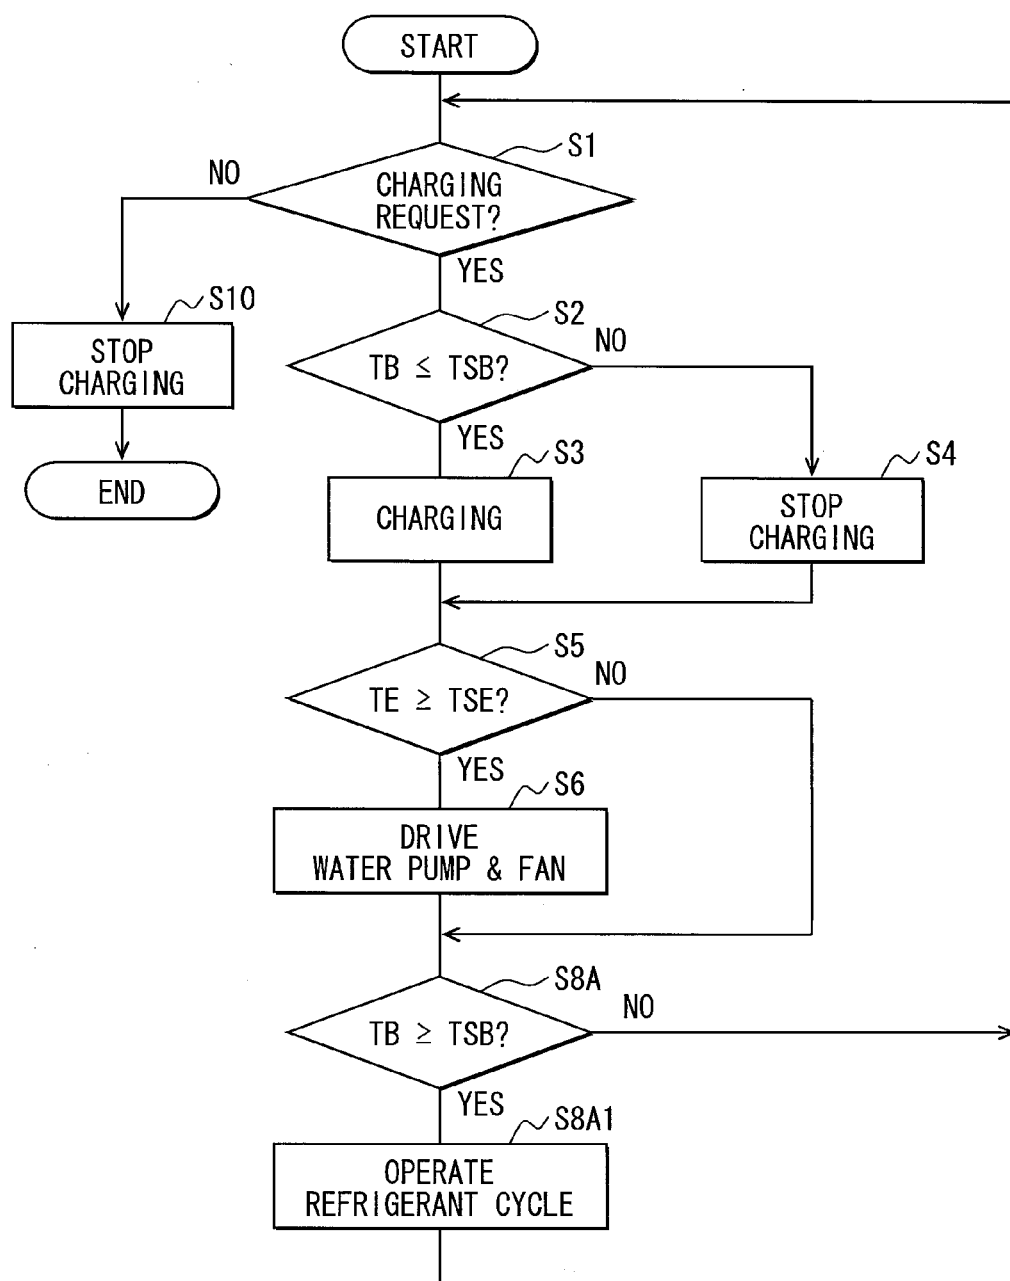 START
S1
NO
CHARGING
REQUEST?
YES
S10
STOP
CHARGING
END
S2
NO
TB ≤ TSB?
YES
S3
CHARGING
S4
STOP
CHARGING
S5
NO
TE ≥ TSE?
YES
S6
DRIVE
WATER PUMP & FAN
S8A
NO
TB ≥ TSB?
YES
S8A1
OPERATE
REFRIGERANT CYCLE